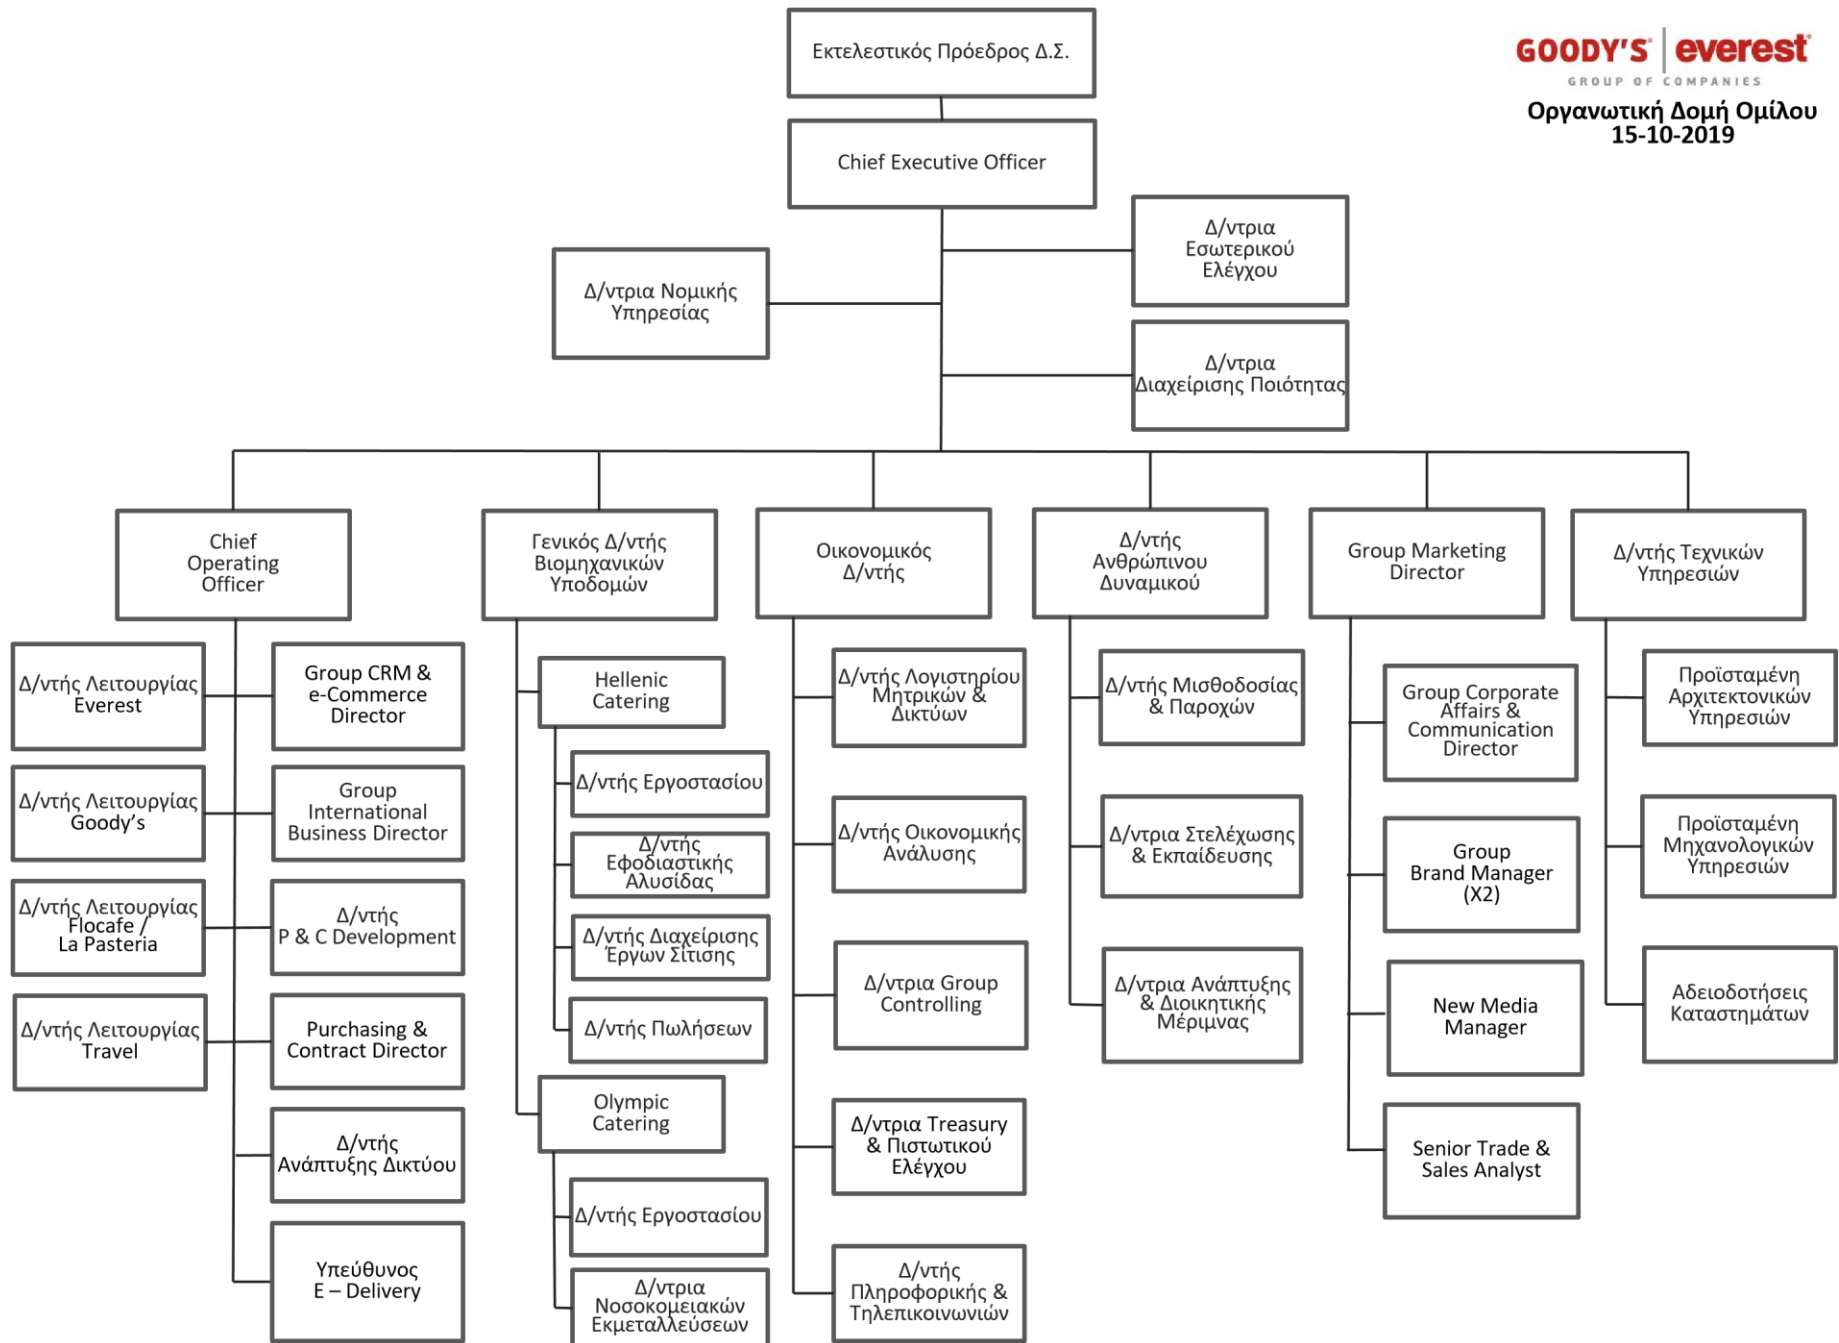 Εκτελεστικός Πρόεδρος Δ.Σ.
GOODY'S | everest
GROUP OF COMPANIES
Οργανωτική Δομή Ομίλου
15-10-2019
Chief Executive Officer
Δ/ντρια
Εσωτερικού
Ελέγχου
Δ/ντρια Νομικής
Υπηρεσίας
Δ/ντρια
Διαχείρισης Ποιότητας
Chief
Operating
Officer
Γενικός Δ/ντής
Βιομηχανικών
Υποδομών
Οικονομικός
Δ/ντής
Δ/ντής
Ανθρώπινου
Δυναμικού
Group Marketing
Director
Δ/ντής Τεχνικών
Υπηρεσιών
Δ/ντής Λειτουργίας
Everest
Group CRM &
e-Commerce
Director
Δ/ντής Λειτουργίας
Goody's
Group
International
Business Director
Δ/ντής Λειτουργίας
Flocafe /
La Pasteria
Δ/ντής
P & C Development
Δ/ντής Λειτουργίας
Travel
Purchasing &
Contract Director
Δ/ντής
Ανάπτυξης Δικτύου
Υπεύθυνος
E – Delivery
Hellenic
Catering
Δ/ντής Εργοστασίου
Δ/ντής
Εφοδιαστικής
Αλυσίδας
Δ/ντής Διαχείρισης
Έργων Σίτισης
Δ/ντής Πωλήσεων
Olympic
Catering
Δ/ντής Εργοστασίου
Δ/ντρια
Νοσοκομειακών
Εκμεταλλεύσεων
Δ/ντής Λογιστηρίου
Μητρικών &
Δικτύων
Δ/ντής Οικονομικής
Ανάλυσης
Δ/ντρια Group
Controlling
Δ/ντρια Treasury
& Πιστωτικού
Ελέγχου
Δ/ντής
Πληροφορικής &
Τηλεπικοινωνιών
Δ/ντής Μισθοδοσίας
& Παροχών
Δ/ντρια Στελέχωσης
& Εκπαίδευσης
Δ/ντρια Ανάπτυξης
& Διοικητικής
Μέριμνας
Group Corporate
Affairs &
Communication
Director
Group
Brand Manager
(X2)
New Media
Manager
Senior Trade &
Sales Analyst
Προϊσταμένη
Αρχιτεκτονικών
Υπηρεσιών
Προϊσταμένη
Μηχανολογικών
Υπηρεσιών
Αδειοδοτήσεις
Καταστημάτων